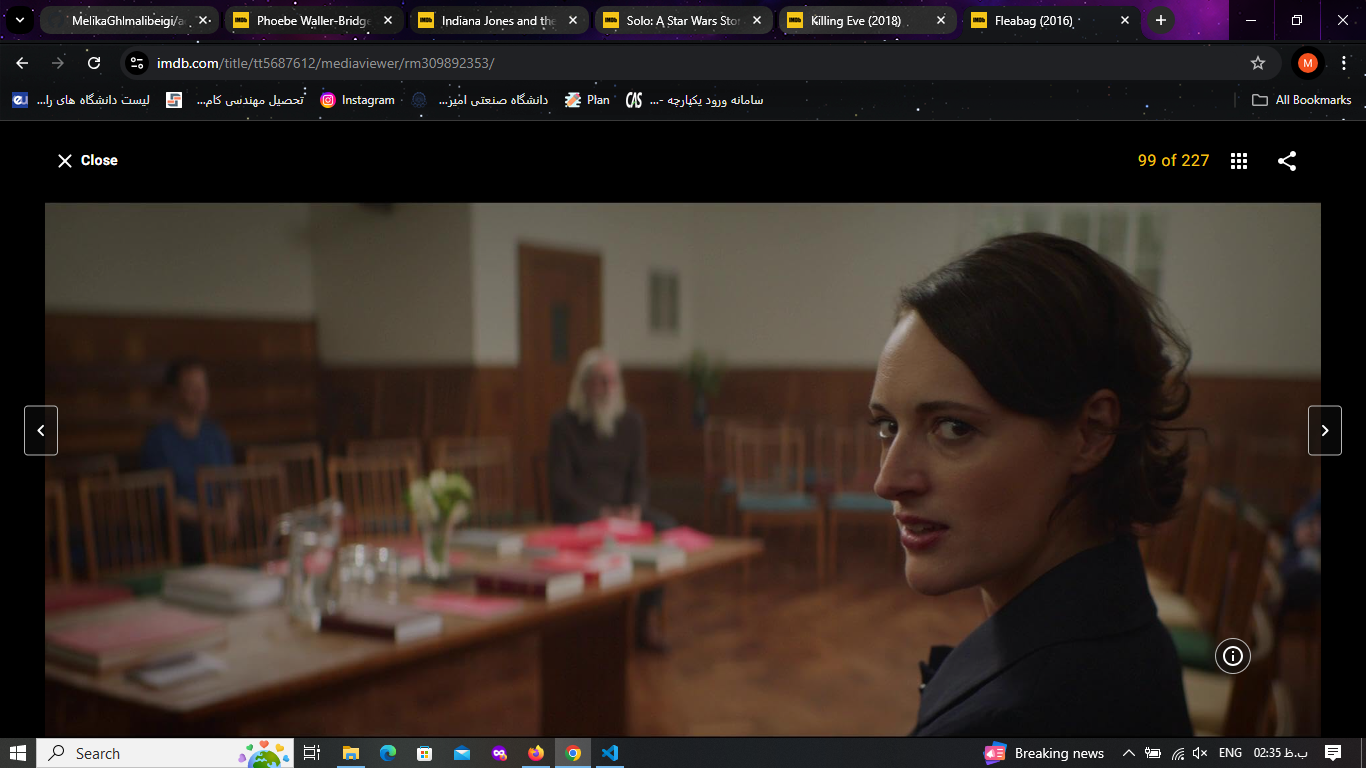 MelikaGhlmalibeigi/a
Phoebe Waller-Bridge
Indiana Jones and the
Solo: A Star Wars Stor
Killing Eve (2018)
Fleabag (2016)
imdb.com/title/tt5687612/mediaviewer/rm309892353/
M
لیست دانشگاه های را...
تحصیل مهندسی کام...
Instagram
دانشگاه صنعتی امیر...
Plan
CAS
سامانه ورود یکپارچه -...
All Bookmarks
Close
99 of 227
Search
Breaking news
ENG
02:35 ب.ظ